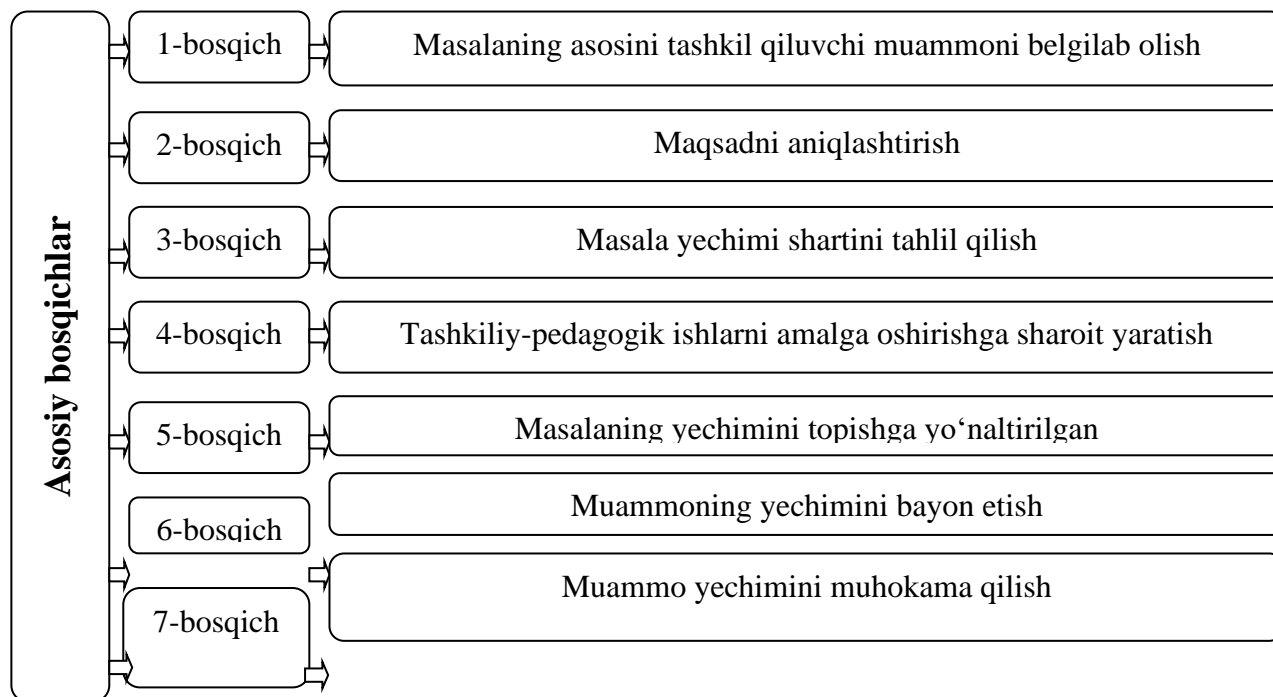 Asosiy bosqichlar
1-bosqich
Masalaning asosini tashkil qiluvchi muammoni belgilab olish
2-bosqich
Maqsadni aniqlashtirish
3-bosqich
Masala yechimi shartini tahlil qilish
4-bosqich
Tashkiliy-pedagogik ishlarni amalga oshirishga sharoit yaratish
5-bosqich
Masalaning yechimini topishga yo‘naltirilgan
6-bosqich
Muammoning yechimini bayon etish
7-bosqich
Muammo yechimini muhokama qilish